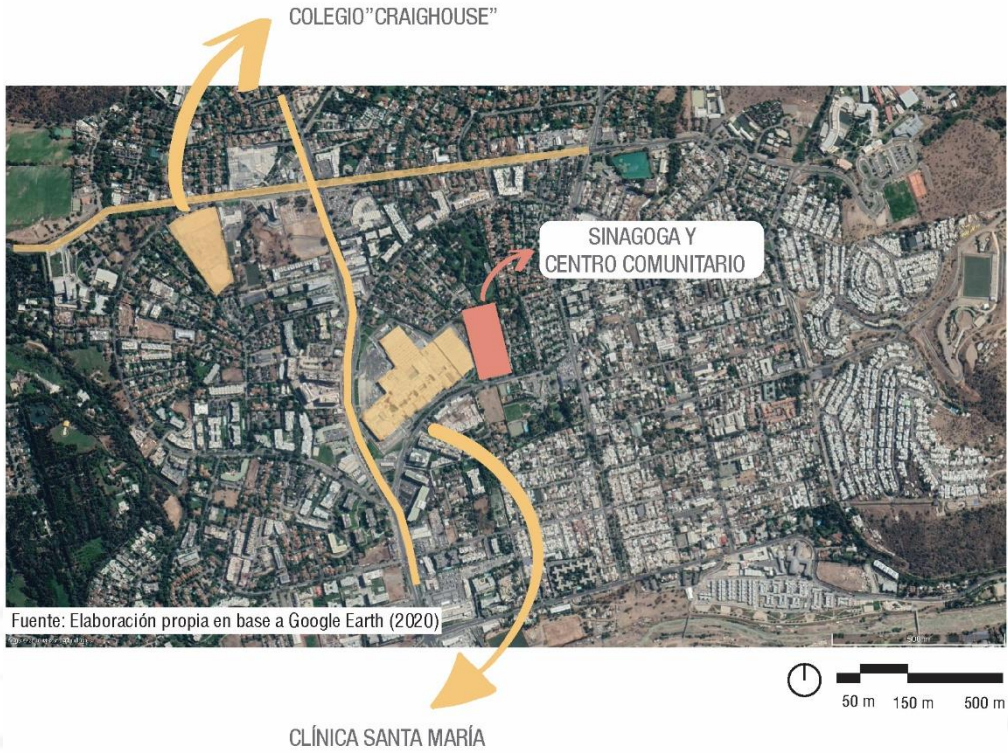 COLEGIO"CRAIGHOUSE"
SINAGOGA Y
CENTRO COMUNITARIO
Fuente: Elaboración propia en base a Google Earth (2020)
50 m 150 m 500 m
CLÍNICA SANTA MARÍA